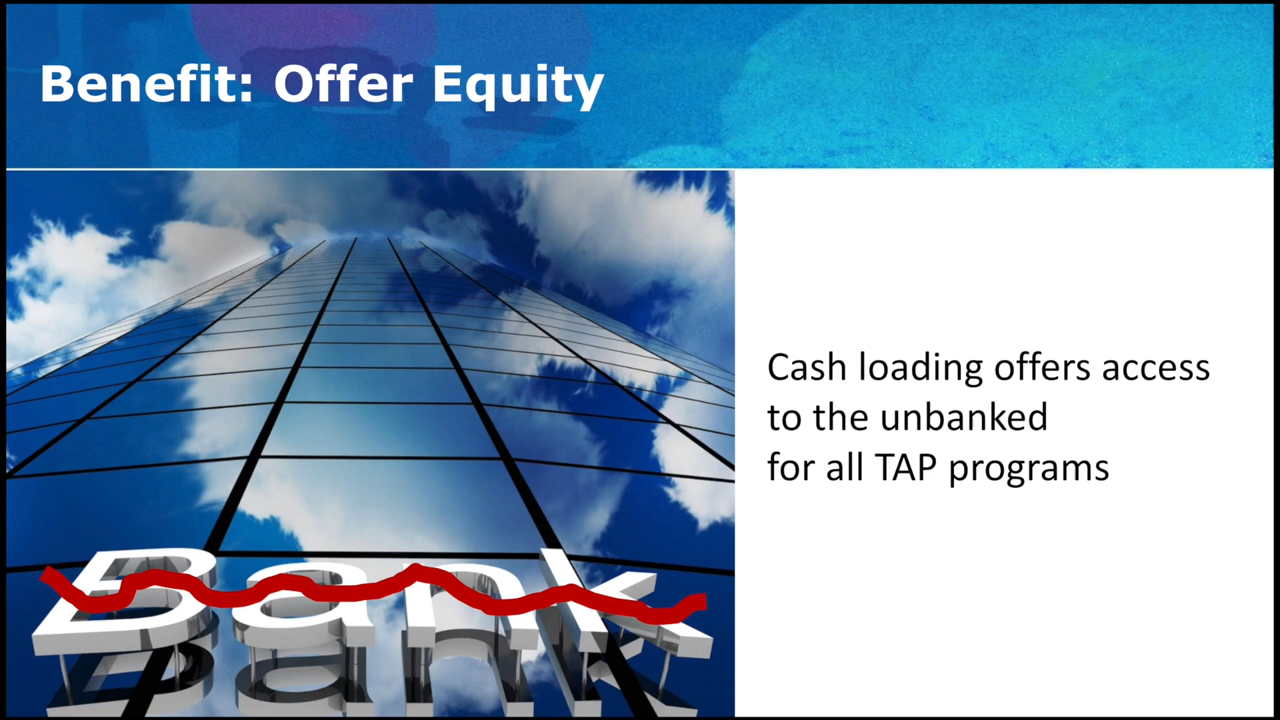 Benefit: Offer Equity
Cash loading offers access
to the unbanked
for all TAP programs
Bank